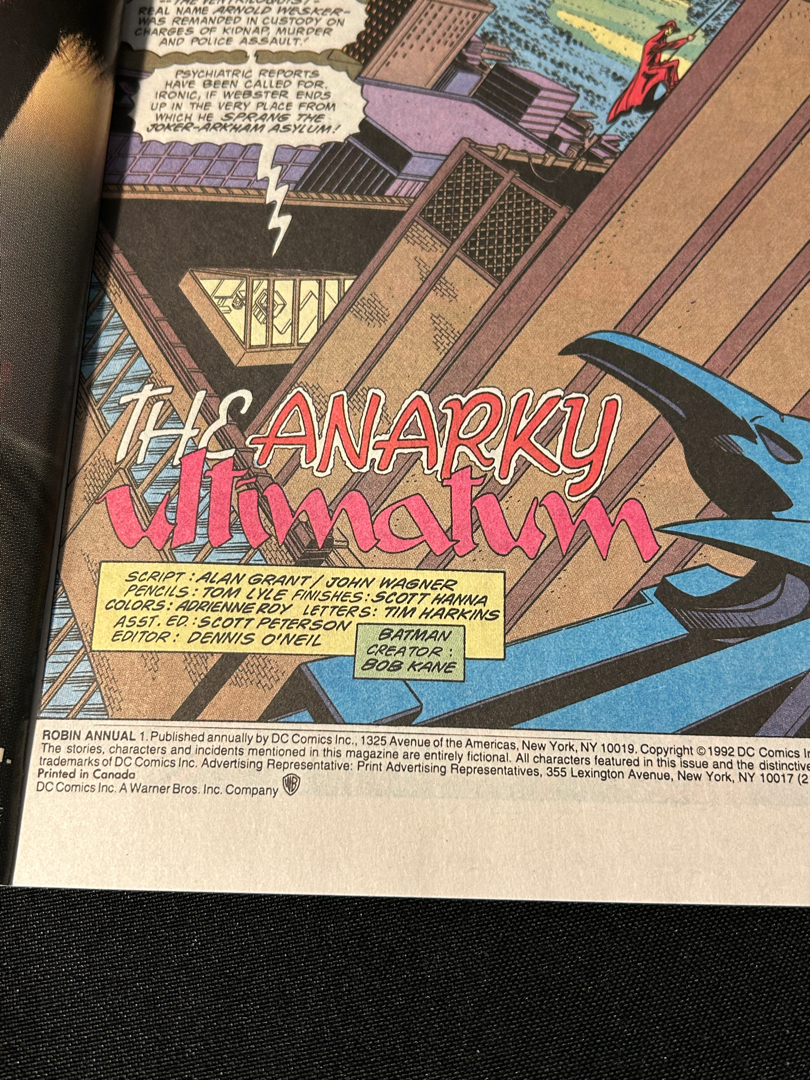 --THE VENTRILOQUIST--
REAL NAME ARNOLD WESKER--
WAS REMANDED IN CUSTODY ON
CHARGES OF KIDNAP, MURDER
AND POLICE ASSAULT."
PSYCHIATRIC REPORTS
HAVE BEEN CALLED FOR.
IRONIC, IF WEBSTER ENDS
UP IN THE VERY PLACE FROM
WHICH HE SPRANG THE
JOKER--ARKHAM ASYLUM!
THE ANARKY
ultimatum
SCRIPT: ALAN GRANT / JOHN WAGNER
PENCILS: TOM LYLE FINISHES: SCOTT HANNA
COLORS: ADRIENNE ROY LETTERS: TIM HARKINS
ASST. ED.: SCOTT PETERSON
EDITOR: DENNIS O'NEIL
BATMAN
CREATOR:
BOB KANE
ROBIN ANNUAL 1. Published annually by DC Comics Inc., 1325 Avenue of the Americas, New York, NY 10019. Copyright © 1992 DC Comics
The stories, characters and incidents mentioned in this magazine are entirely fictional. All characters featured in this issue and the distinctive
trademarks of DC Comics Inc. Advertising Representative: Print Advertising Representatives, 355 Lexington Avenue, New York, NY 10017 (2
Printed in Canada
DC Comics Inc. A Warner Bros. Inc. Company WB